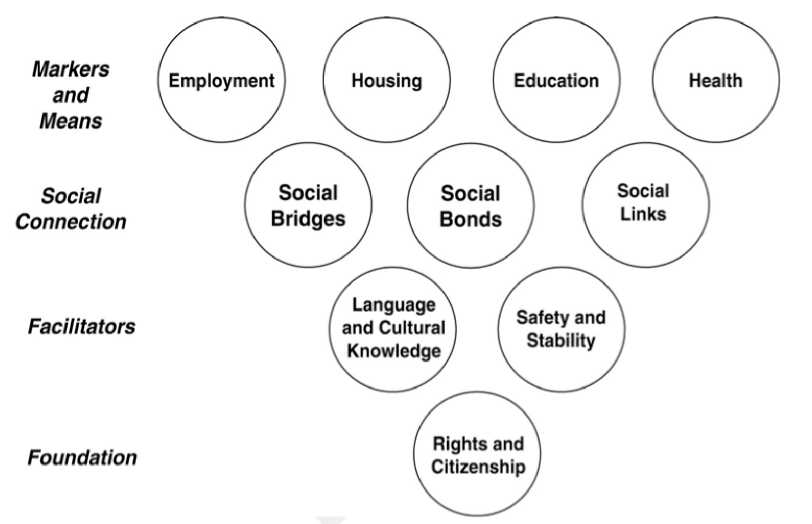 Markers
and
Means
Employment
Housing
Education
Health
Social
Connection
Social
Bridges
Social
Bonds
Social
Links
Facilitators
Language
and Cultural
Knowledge
Safety and
Stability
Foundation
Rights and
Citizenship